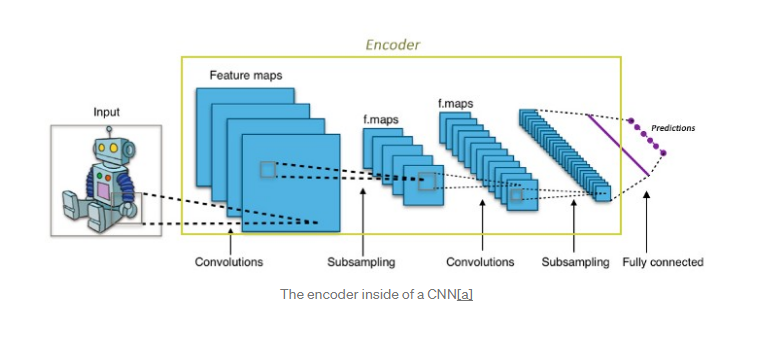 Encoder
Feature maps
Input
f.maps
f.maps
Predictions
Convolutions
Subsampling
Convolutions
Subsampling
Fully connected
The encoder inside of a CNN[a]